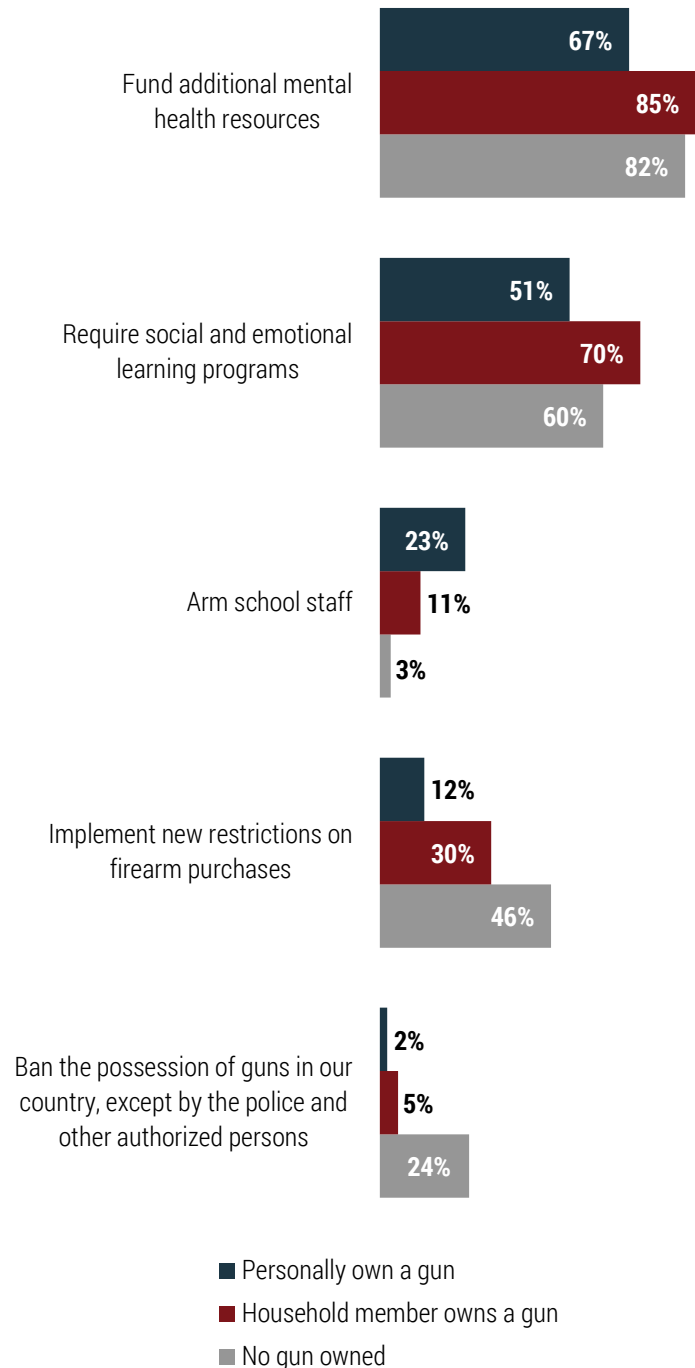 67%
Fund additional mental
health resources
85%
82%
51%
Require social and emotional
learning programs
70%
60%
23%
Arm school staff
11%
3%
12%
Implement new restrictions on
firearm purchases
30%
46%
2%
Ban the possession of guns in our
country, except by the police and
other authorized persons
5%
24%
Personally own a gun
Household member owns a gun
No gun owned